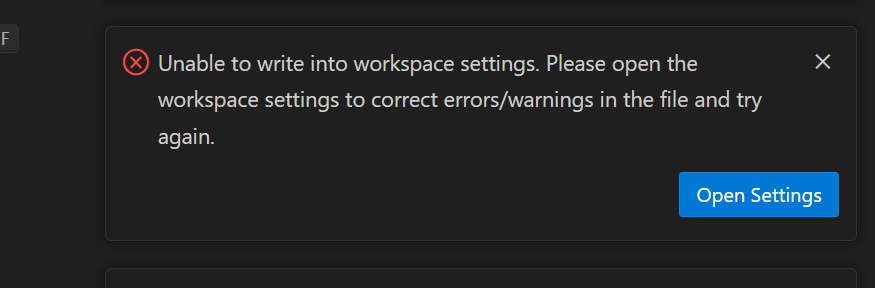 F
Unable to write into workspace settings. Please open the
workspace settings to correct errors/warnings in the file and try
again.
Open Settings